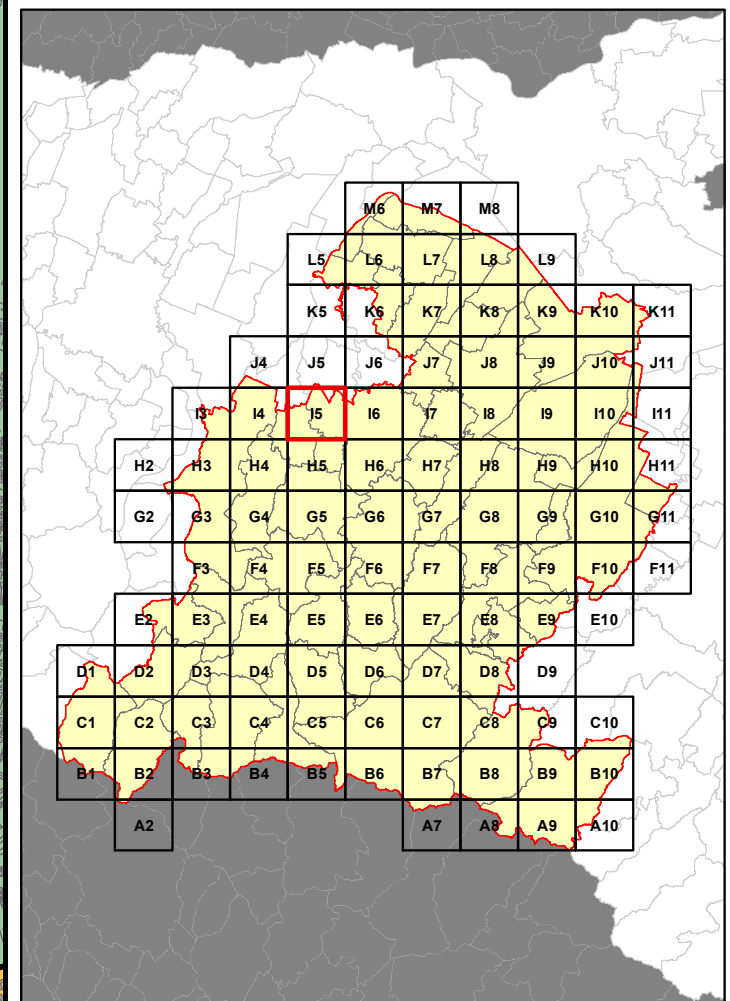 M6 M7 M8
L5 L6 L7 L8 L9
K5 K6 K7 K8 K9 K10 K11
J4 J5 J6 J7 J8 J9 J10 J11
I3 I4 I5 I6 I7 I8 I9 I10 I11
H2 H3 H4 H5 H6 H7 H8 H9 H10 H11
G2 G3 G4 G5 G6 G7 G8 G9 G10 G11
F3 F4 F5 F6 F7 F8 F9 F10 F11
E2 E3 E4 E5 E6 E7 E8 E9 E10
D1 D2 D3 D4 D5 D6 D7 D8 D9
C1 C2 C3 C4 C5 C6 C7 C8 C9 C10
B1 B2 B3 B4 B5 B6 B7 B8 B9 B10
A2 A7 A8 A9 A10